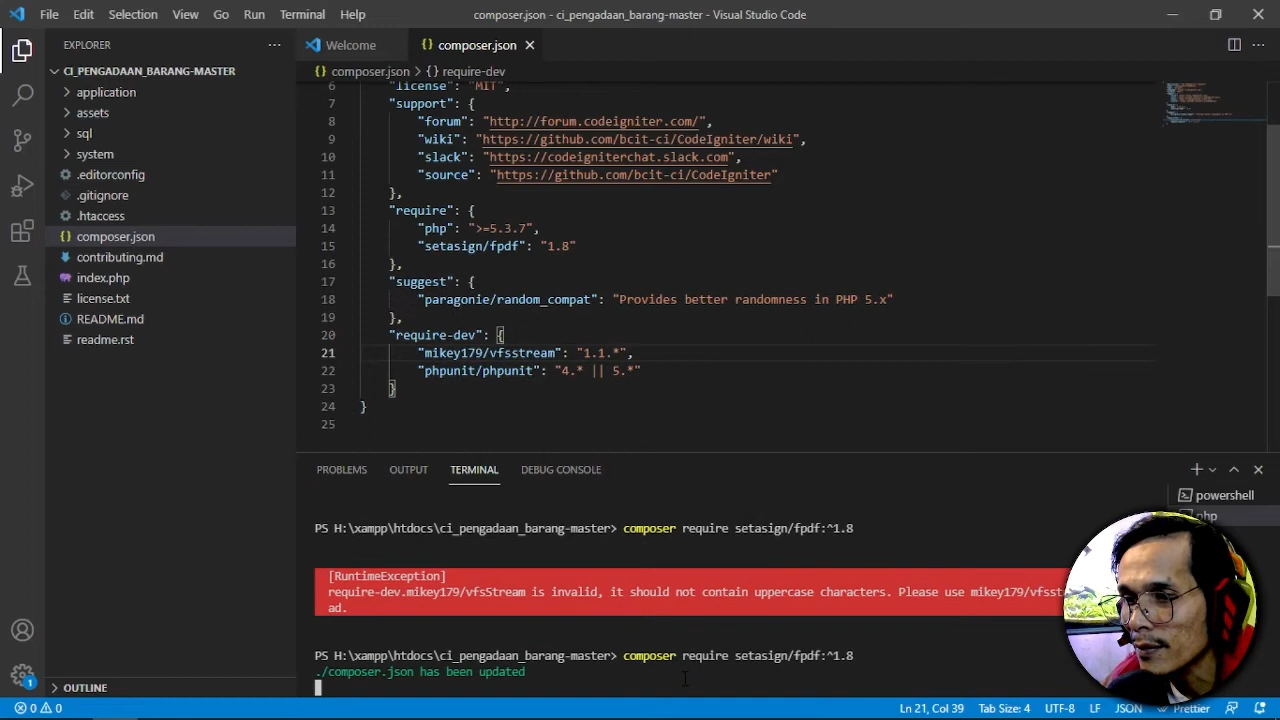 File Edit Selection View Go Run Terminal Help
composer.json - ci_pengadaan_barang-master - Visual Studio Code
EXPLORER
Welcome
composer.json
CI_PENGADAAN_BARANG-MASTER
composer.json > {} require-dev
application
assets
sql
system
.editorconfig
.gitignore
.htaccess
composer.json
contributing.md
index.php
license.txt
README.md
readme.rst
OUTLINE
6 "license": "MIT",
7 "support": {
8 "forum": "http://forum.codeigniter.com/",
9 "wiki": "https://github.com/bcit-ci/CodeIgniter/wiki",
10 "slack": "https://codeigniterchat.slack.com",
11 "source": "https://github.com/bcit-ci/CodeIgniter"
12 },
13 "require": {
14 "php": ">=5.3.7",
15 "setasign/fpdf": "1.8"
16 },
17 "suggest": {
18 "paragonie/random_compat": "Provides better randomness in PHP 5.x"
19 },
20 "require-dev": {
21 "mikey179/vfsstream": "1.1.*",
22 "phpunit/phpunit": "4.* || 5.*"
23 }
24 }
25
PROBLEMS OUTPUT TERMINAL DEBUG CONSOLE
powershell
php
PS H:\xampp\htdocs\ci_pengadaan_barang-master> composer require setasign/fpdf:^1.8
[RuntimeException]
require-dev.mikey179/vfsStream is invalid, it should not contain uppercase characters. Please use mikey179/vfsst
ad.
PS H:\xampp\htdocs\ci_pengadaan_barang-master> composer require setasign/fpdf:^1.8
./composer.json has been updated
1
0 0 Ln 21, Col 39 Tab Size: 4 UTF-8 LF JSON Prettier